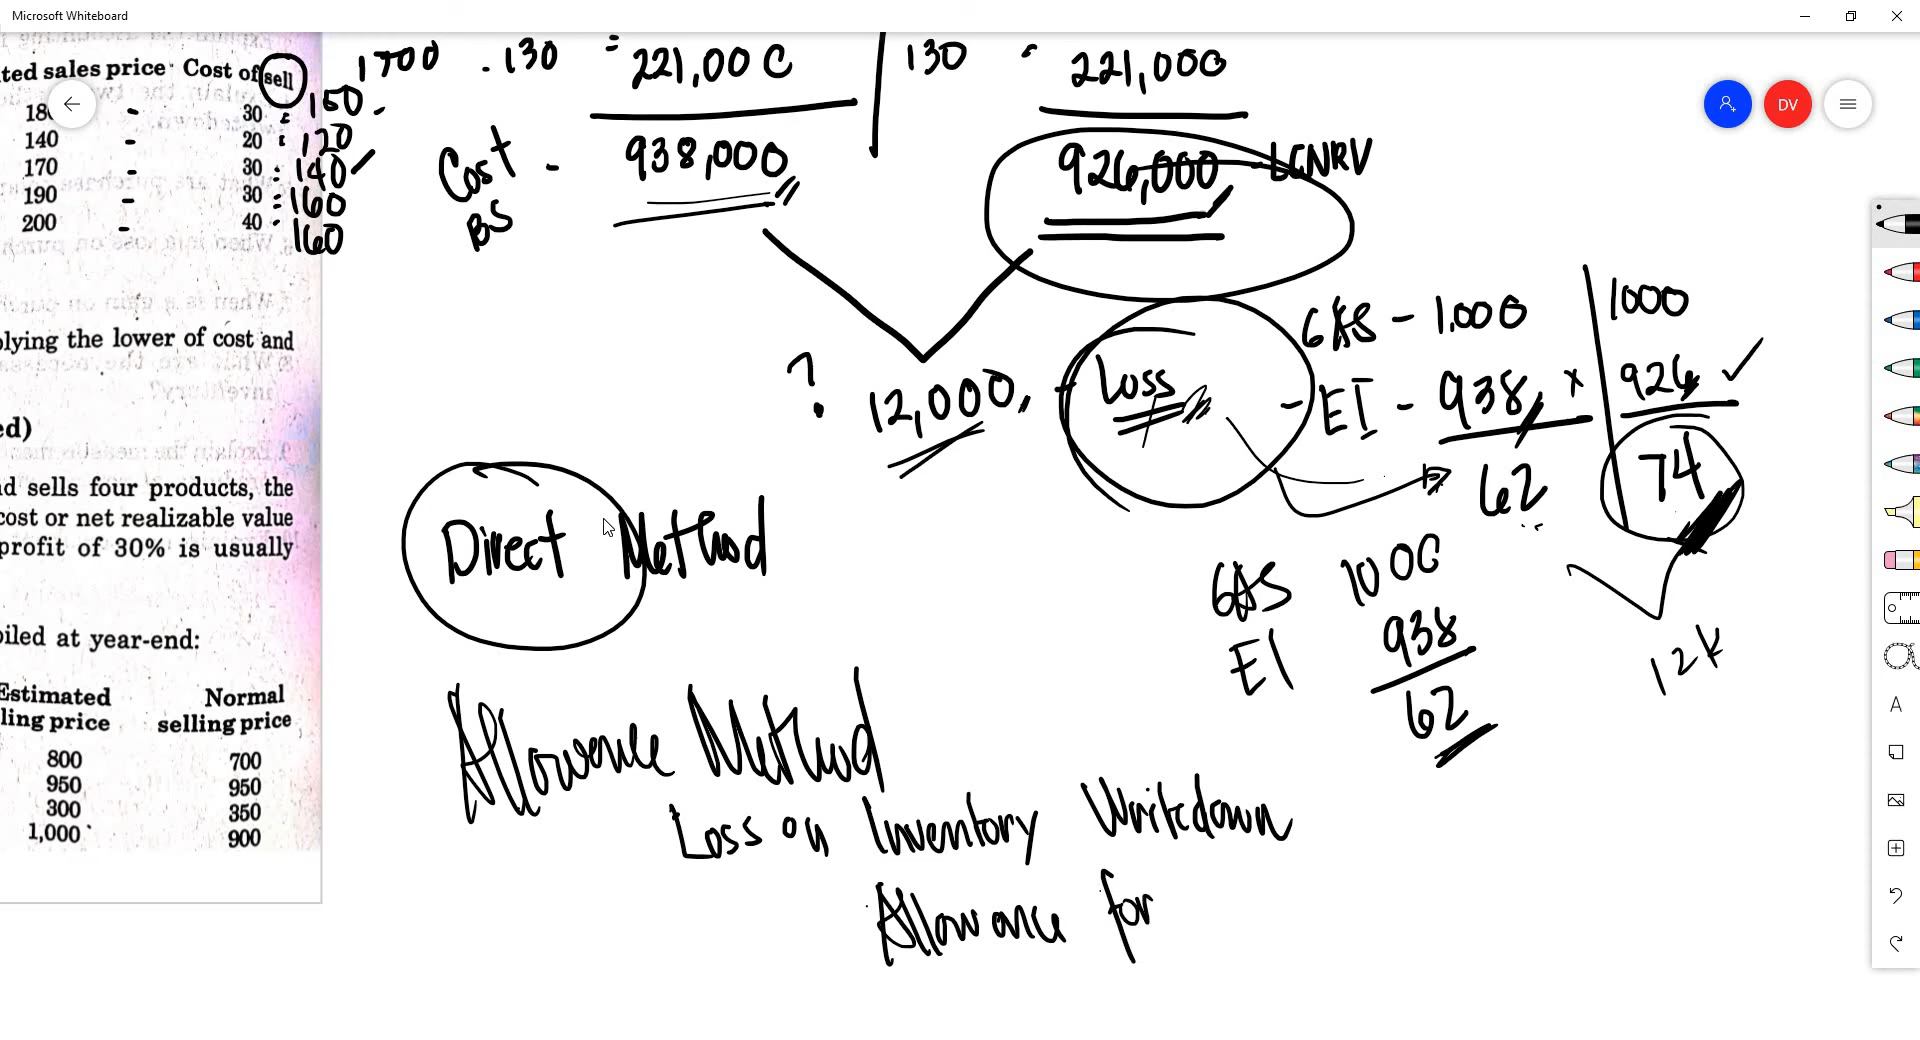 Microsoft Whiteboard
DV
ted sales price Cost of sell
30 = 150 -
140 - 20 : 120
170 - 30 : 140
190 - 30 = 160
200 - 40 . 160
plying the lower of cost and
ed)
d sells four products, the
cost or net realizable value
profit of 30% is usually
piled at year-end:
Estimated Normal
ling price selling price
800 700
950 950
300 350
1,000 900
1700 . 130 = 221,000
Cost - 938,000
BS
130 - 221,000
926,000 - LCNRV
? 12,000, - Loss
GAS - 1,000 1000
- EI - 938 x 926
62 74
Direct Method
GAS 1000
EI 938
62
12K
Allowance Method
Loss on Inventory Writedown
Allowance for
A